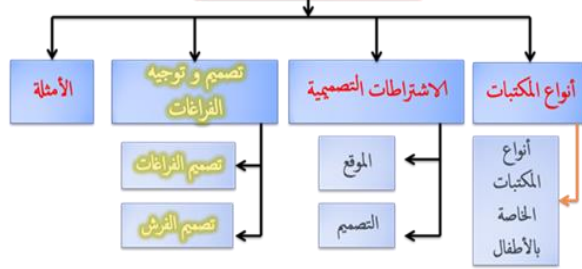 أنواع المكتبات
الاشتراطات التصميمية
تصميم و توجيه
الفراغات
الأمثلة
أنواع
المكتبات
الخاصة
بالأطفال
الموقع
التصميم
تصميم الفراغات
تصميم الفرش